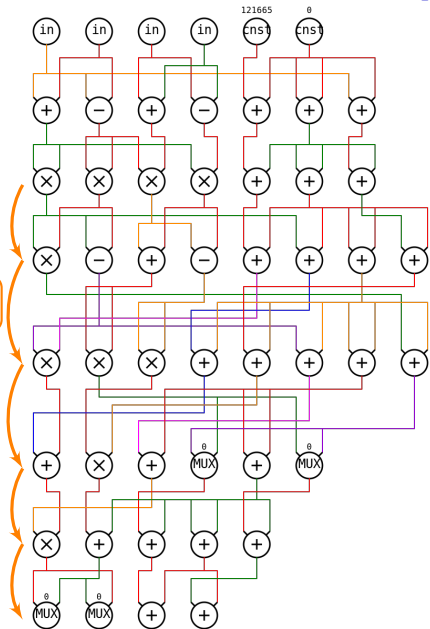 121665 0
in in in in cnst cnst
+ − + − + + +
× × × × + + +
× − + − + + + +
× × × + + + + +
0 0
+ × + MUX + MUX
× + + + +
0 0
MUX MUX + +